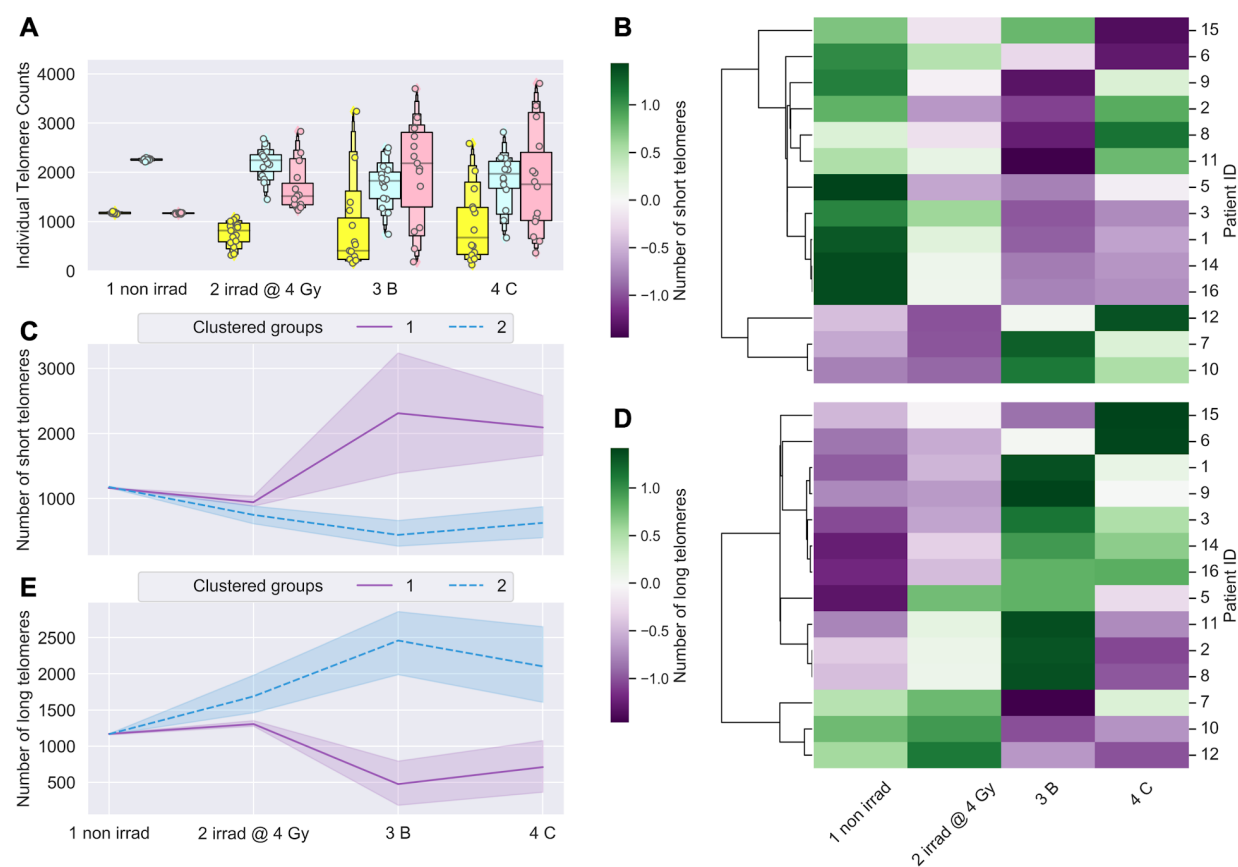 A
Individual Telomere Counts
4000
3000
2000
1000
0
1 non irrad
2 irrad @ 4 Gy
3 B
4 C
B
Number of short telomeres
1.0
0.5
0.0
−0.5
−1.0
15
6
9
2
8
11
5
3
1
14
16
12
7
10
Patient ID
C
Clustered groups
1
2
Number of short telomeres
3000
2000
1000
D
Number of long telomeres
1.0
0.5
0.0
−0.5
−1.0
15
6
1
9
3
14
16
5
11
2
8
7
10
12
Patient ID
1 non irrad
2 irrad @ 4 Gy
3 B
4 C
E
Clustered groups
1
2
Number of long telomeres
2500
2000
1500
1000
500
1 non irrad
2 irrad @ 4 Gy
3 B
4 C